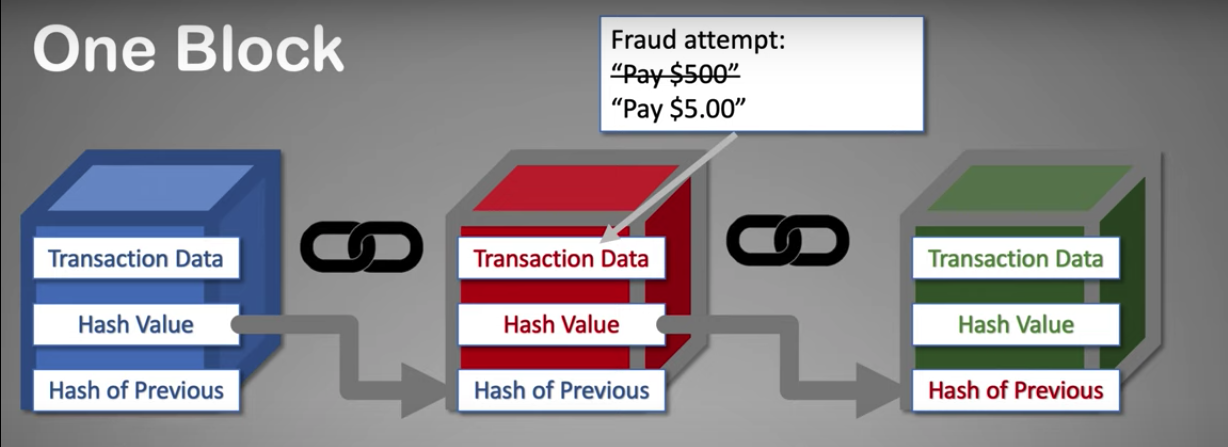 One Block
Fraud attempt:
“Pay $500”
“Pay $5.00”
Transaction Data
Hash Value
Hash of Previous
Transaction Data
Hash Value
Hash of Previous
Transaction Data
Hash Value
Hash of Previous